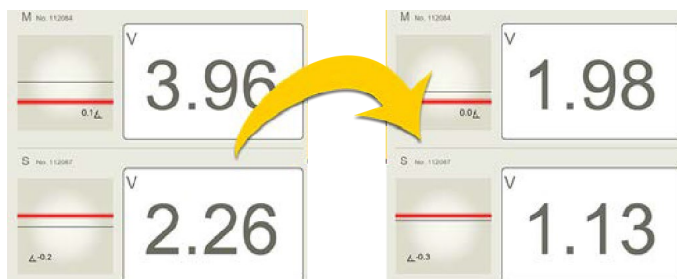 M No. 112084
V
3.96
0.1∡
S No. 112087
V
2.26
∡-0.2
M No. 112084
V
1.98
0.0∡
S No. 112087
V
1.13
∡-0.3